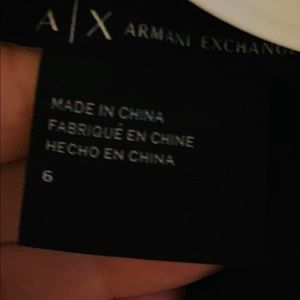 A|X ARMANI EXCHANGE
MADE IN CHINA
FABRIQUÉ EN CHINE
HECHO EN CHINA
6